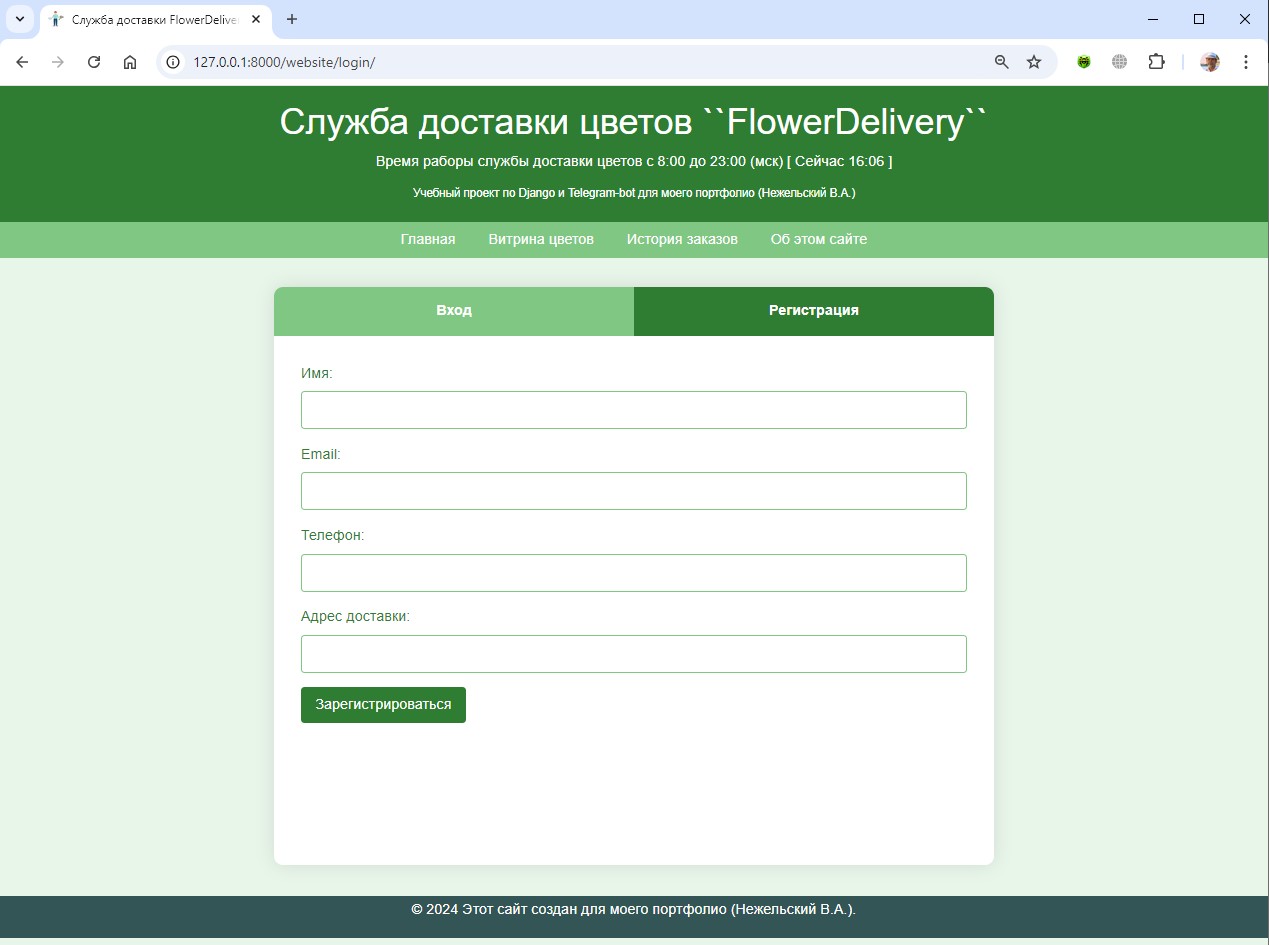 Служба доставки FlowerDelive
127.0.0.1:8000/website/login/
Служба доставки цветов ``FlowerDelivery``
Время раборы службы доставки цветов с 8:00 до 23:00 (мск) [ Сейчас 16:06 ]
Учебный проект по Django и Telegram-bot для моего портфолио (Нежельский В.А.)
Главная Витрина цветов История заказов Об этом сайте
Вход Регистрация
Имя:
Email:
Телефон:
Адрес доставки:
Зарегистрироваться
© 2024 Этот сайт создан для моего портфолио (Нежельский В.А.).